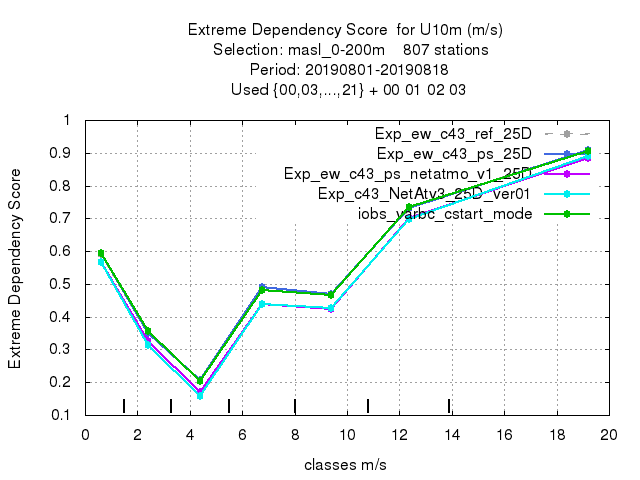 Extreme Dependency Score for U10m (m/s)
Selection: masl_0-200m 807 stations
Period: 20190801-20190818
Used {00,03,...,21} + 00 01 02 03
Exp_ew_c43_ref_25D
Exp_ew_c43_ps_25D
Exp_ew_c43_ps_netatmo_v1_25D
Exp_c43_NetAtv3_25D_ver01
iobs_varbc_cstart_mode
Extreme Dependency Score
1
0.9
0.8
0.7
0.6
0.5
0.4
0.3
0.2
0.1
0 2 4 6 8 10 12 14 16 18 20
classes m/s